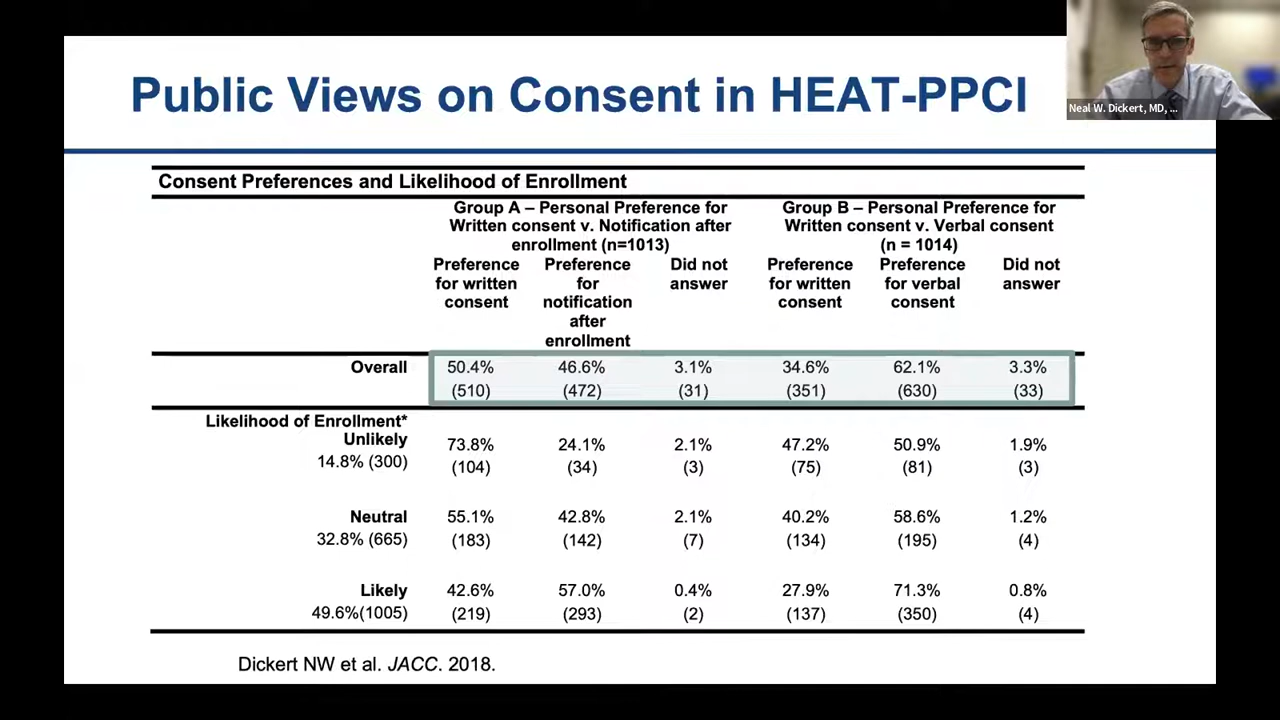 Public Views on Consent in HEAT-PPCI
Neal W. Dickert, MD, ...
Consent Preferences and Likelihood of Enrollment
Group A – Personal Preference for Written consent v. Notification after enrollment (n=1013)
Group B – Personal Preference for Written consent v. Verbal consent (n = 1014)
Preference for written consent
Preference for notification after enrollment
Did not answer
Preference for written consent
Preference for verbal consent
Did not answer
Overall 50.4% 46.6% 3.1% 34.6% 62.1% 3.3%
(510) (472) (31) (351) (630) (33)
Likelihood of Enrollment*
Unlikely 73.8% 24.1% 2.1% 47.2% 50.9% 1.9%
14.8% (300) (104) (34) (3) (75) (81) (3)
Neutral 55.1% 42.8% 2.1% 40.2% 58.6% 1.2%
32.8% (665) (183) (142) (7) (134) (195) (4)
Likely 42.6% 57.0% 0.4% 27.9% 71.3% 0.8%
49.6%(1005) (219) (293) (2) (137) (350) (4)
Dickert NW et al. JACC. 2018.